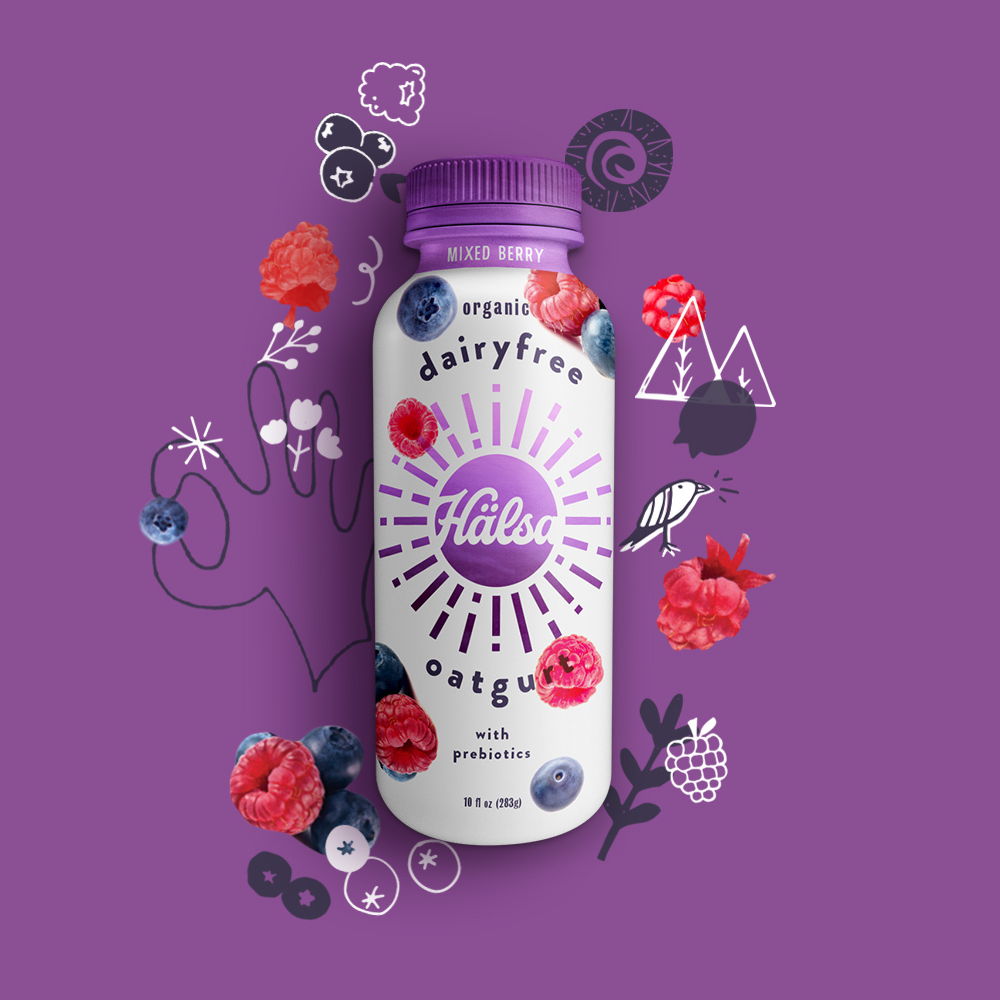 MIXED BERRY
organic
dairyfree
Hälsa
oatgurt
with
prebiotics
10 fl oz (283g)